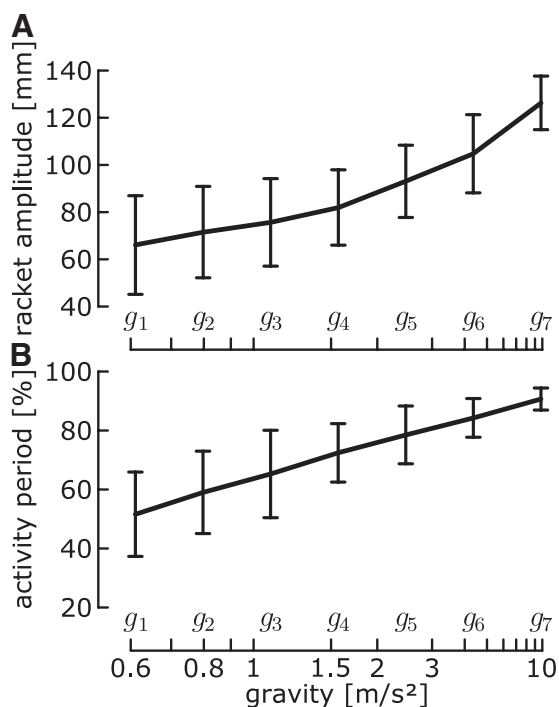 A
racket amplitude [mm]
140
120
100
80
60
40
g1 g2 g3 g4 g5 g6 g7
B
activity period [%]
100
80
60
40
20
g1 g2 g3 g4 g5 g6 g7
0.6 0.8 1 1.5 2 3 10
gravity [m/s²]